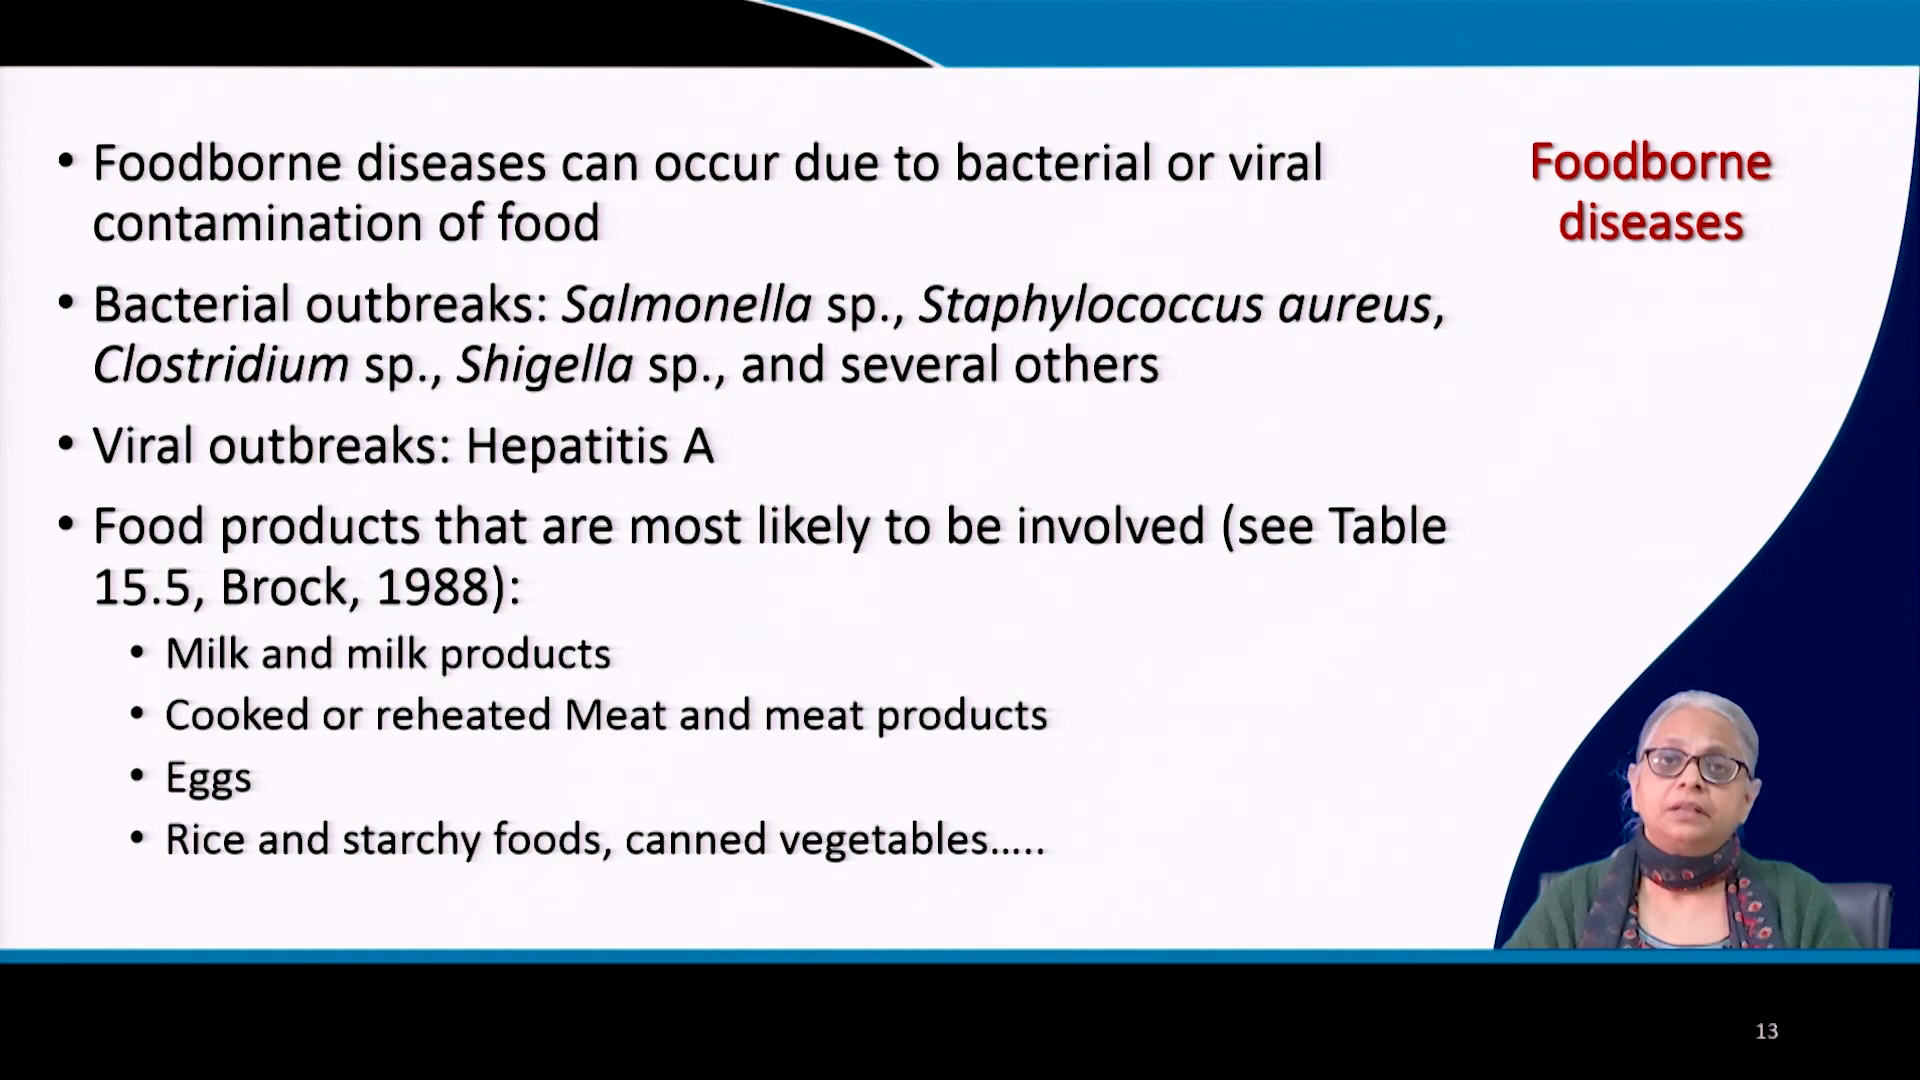 Foodborne
diseases
• Foodborne diseases can occur due to bacterial or viral
contamination of food
• Bacterial outbreaks: Salmonella sp., Staphylococcus aureus,
Clostridium sp., Shigella sp., and several others
• Viral outbreaks: Hepatitis A
• Food products that are most likely to be involved (see Table
15.5, Brock, 1988):
• Milk and milk products
• Cooked or reheated Meat and meat products
• Eggs
• Rice and starchy foods, canned vegetables.....
13